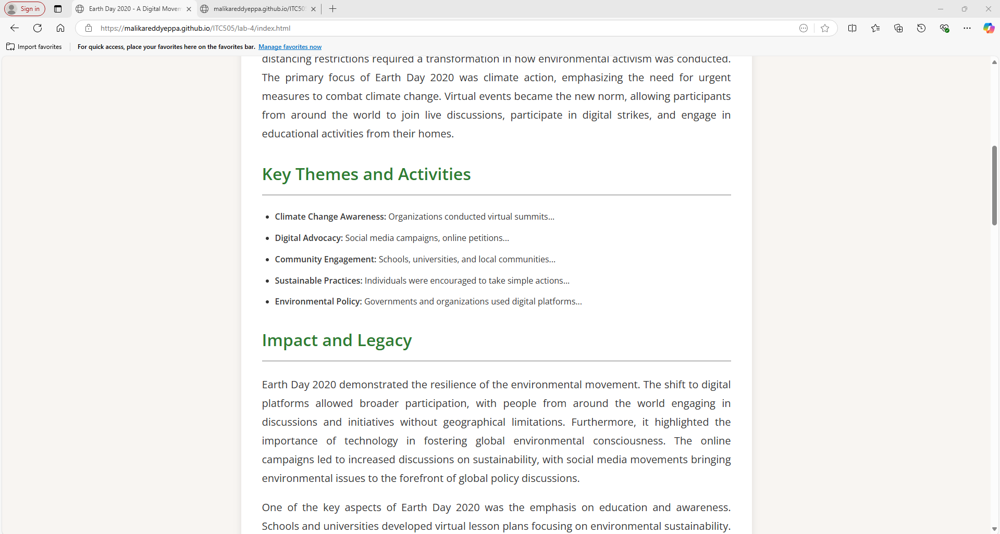 Sign in
Earth Day 2020 - A Digital Movem
malikareddyeppa.github.io/ITC50
https://malikareddyeppa.github.io/ITC505/lab-4/index.html
Import favorites
For quick access, place your favorites here on the favorites bar. Manage favorites now
distancing restrictions required a transformation in how environmental activism was conducted.
The primary focus of Earth Day 2020 was climate action, emphasizing the need for urgent
measures to combat climate change. Virtual events became the new norm, allowing participants
from around the world to join live discussions, participate in digital strikes, and engage in
educational activities from their homes.
Key Themes and Activities
• Climate Change Awareness: Organizations conducted virtual summits...
• Digital Advocacy: Social media campaigns, online petitions...
• Community Engagement: Schools, universities, and local communities...
• Sustainable Practices: Individuals were encouraged to take simple actions...
• Environmental Policy: Governments and organizations used digital platforms...
Impact and Legacy
Earth Day 2020 demonstrated the resilience of the environmental movement. The shift to digital
platforms allowed broader participation, with people from around the world engaging in
discussions and initiatives without geographical limitations. Furthermore, it highlighted the
importance of technology in fostering global environmental consciousness. The online
campaigns led to increased discussions on sustainability, with social media movements bringing
environmental issues to the forefront of global policy discussions.
One of the key aspects of Earth Day 2020 was the emphasis on education and awareness.
Schools and universities developed virtual lesson plans focusing on environmental sustainability.